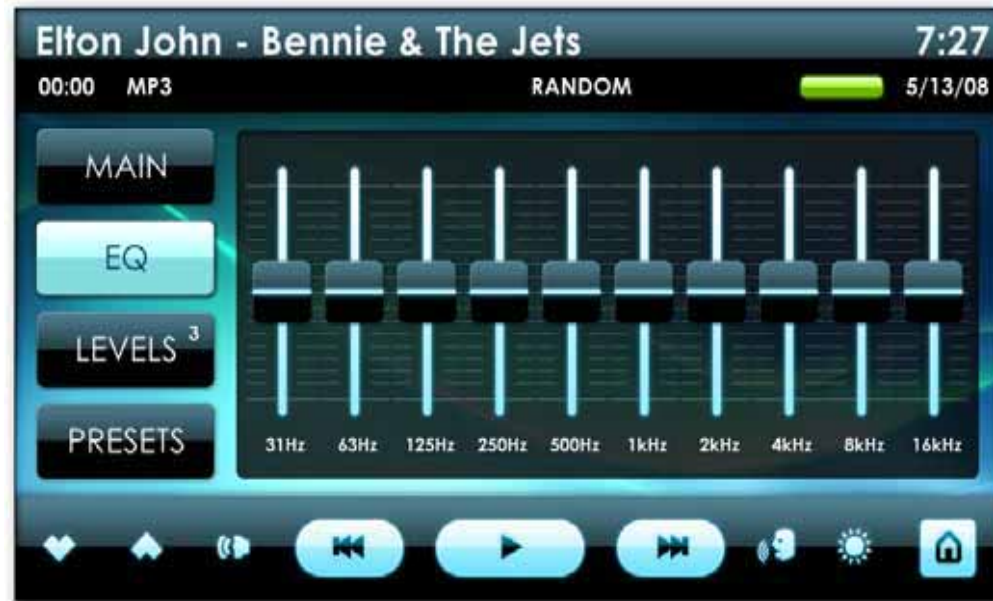 Elton John - Bennie & The Jets 7:27
00:00 MP3 RANDOM 5/13/08
MAIN
EQ
LEVELS 3
PRESETS
31Hz 63Hz 125Hz 250Hz 500Hz 1kHz 2kHz 4kHz 8kHz 16kHz